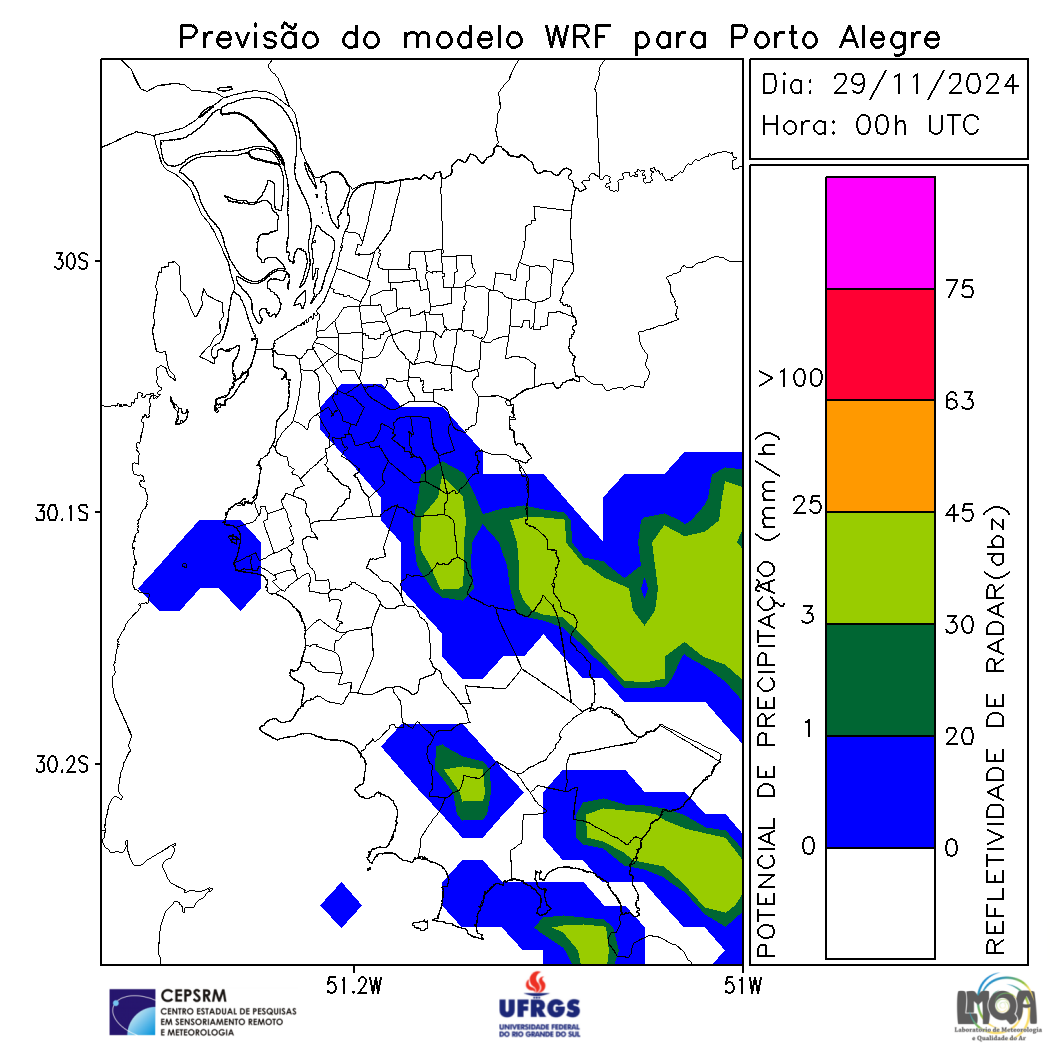 Previsão do modelo WRF para Porto Alegre
Dia: 29/11/2024
Hora: 00h UTC
30S
30.1S
30.2S
51.2W
51W
POTENCIAL DE PRECIPITAÇÃO (mm/h)
>100
25
3
1
0
75
63
45
30
20
0
REFLETIVIDADE DE RADAR(dbz)
CEPSRM
CENTRO ESTADUAL DE PESQUISAS
EM SENSORIAMENTO REMOTO
E METEOROLOGIA
UFRGS
UNIVERSIDADE FEDERAL
DO RIO GRANDE DO SUL
LMQA
Laboratório de Meteorologia
e Qualidade do Ar